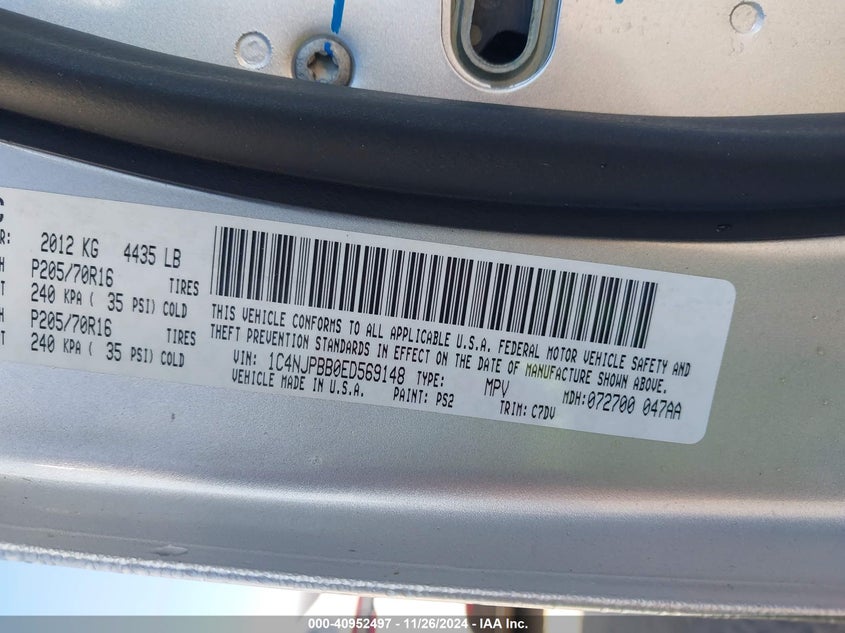 C
R: 2012 KG 4435 LB
H P205/70R16 TIRES
T 240 KPA ( 35 PSI) COLD
H P205/70R16 TIRES
T 240 KPA ( 35 PSI) COLD
THIS VEHICLE CONFORMS TO ALL APPLICABLE U.S.A. FEDERAL MOTOR VEHICLE SAFETY AND
THEFT PREVENTION STANDARDS IN EFFECT ON THE DATE OF MANUFACTURE SHOWN ABOVE.
VIN: 1C4NJPBB0ED569148 TYPE: MPV MDH:072700 047AA
VEHICLE MADE IN U.S.A. PAINT: PS2 TRIM: C7DV
000-40952497 - 11/26/2024 - IAA Inc.